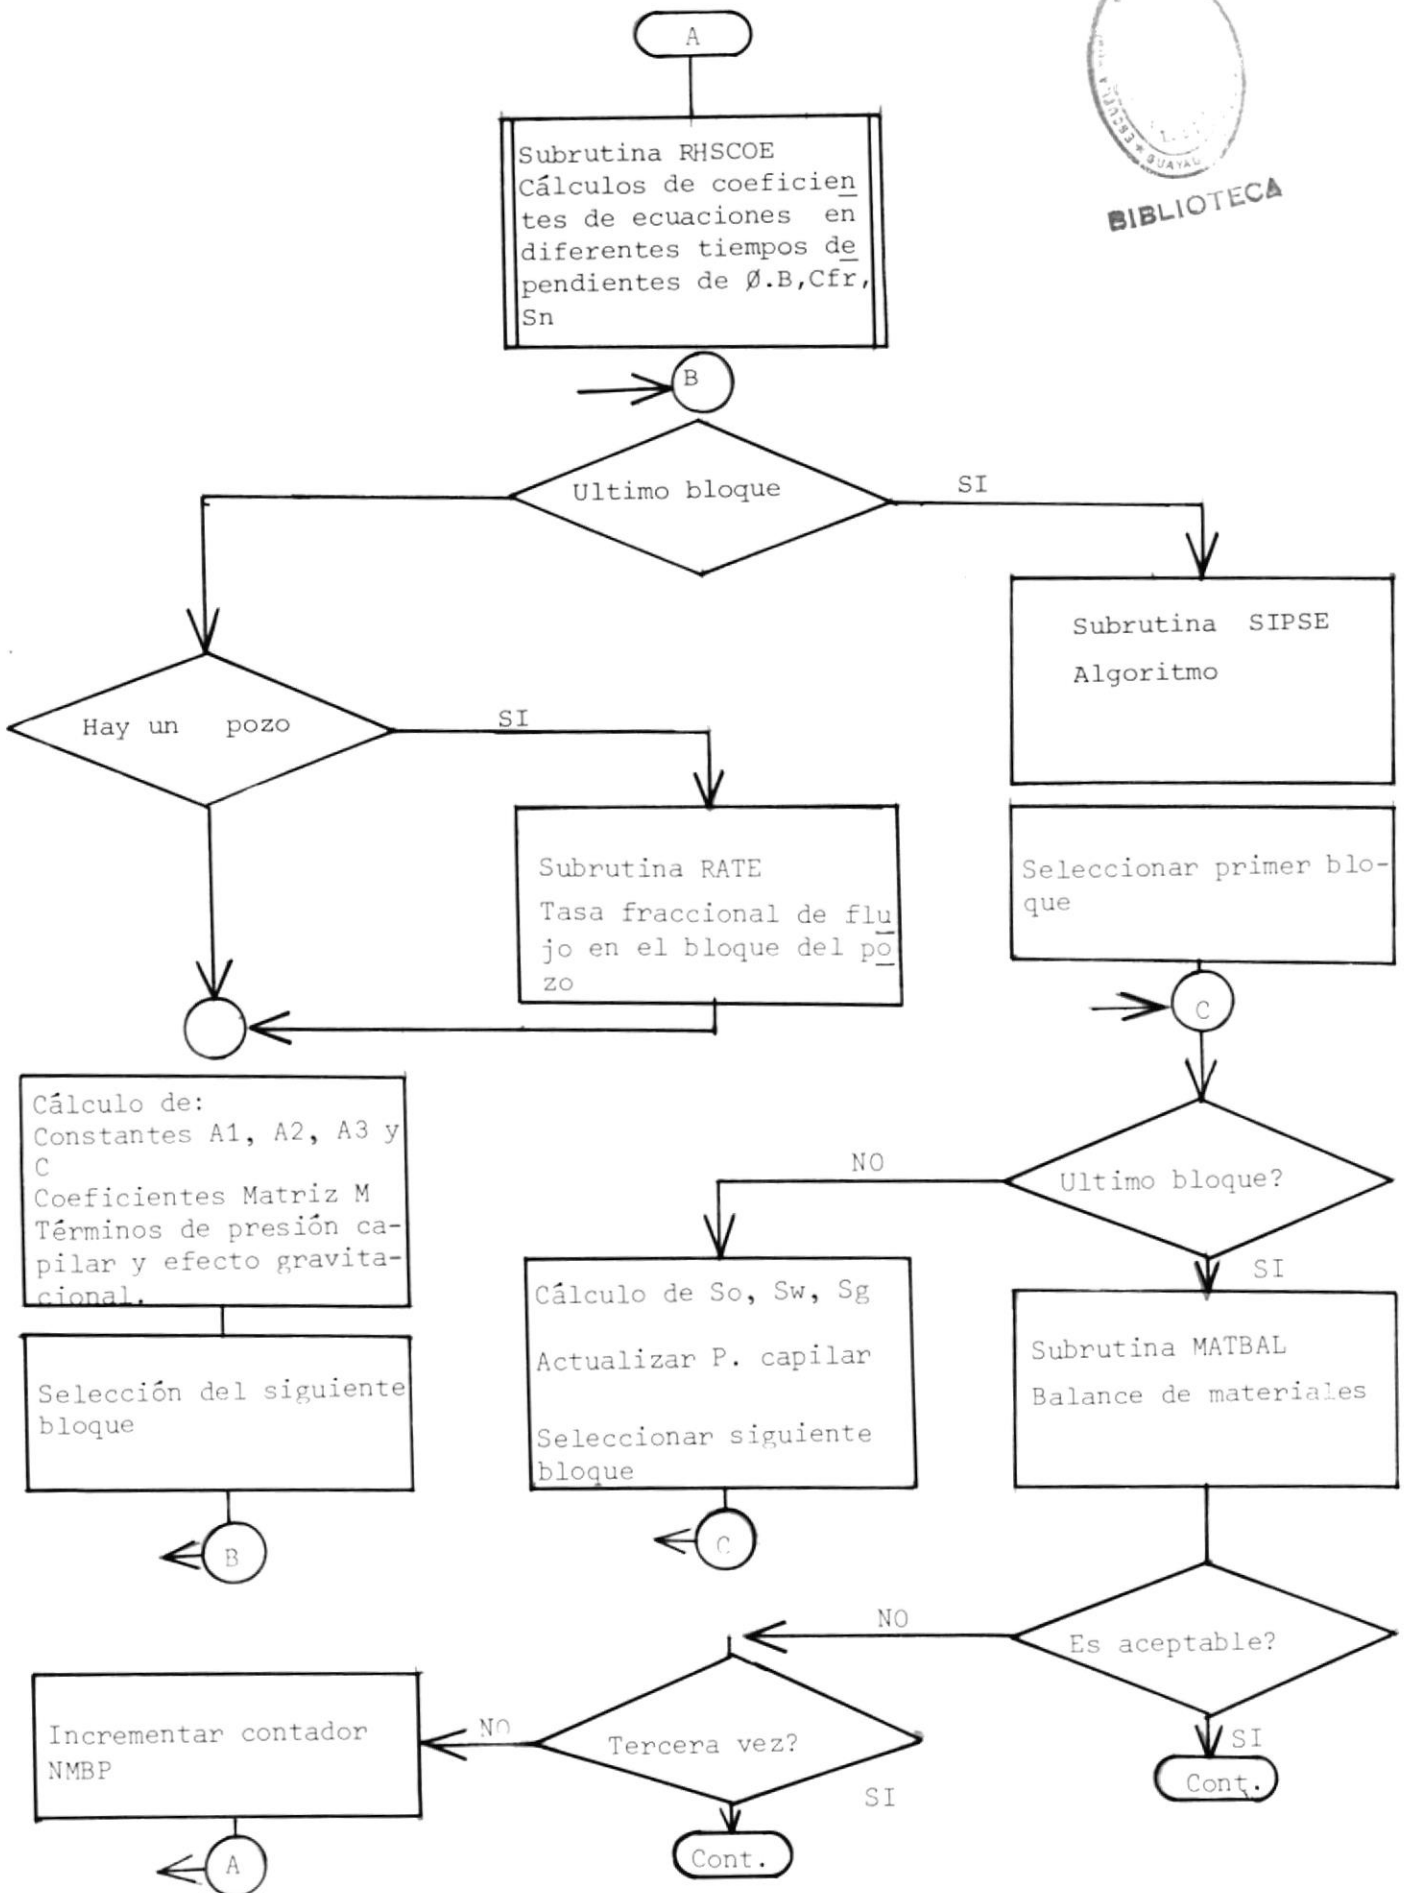 A
Subrutina RHSCOE
Cálculos de coeficien
tes de ecuaciones en
diferentes tiempos de
pendientes de Ø.B,Cfr,
Sn
BIBLIOTECA
B
Ultimo bloque
SI
Subrutina SIPSE
Algoritmo
Hay un pozo
SI
Subrutina RATE
Tasa fraccional de flu
jo en el bloque del po
zo
Seleccionar primer blo-
que
C
Cálculo de:
Constantes A1, A2, A3 y
C
Coeficientes Matriz M
Términos de presión ca-
pilar y efecto gravita-
cional.
Ultimo bloque?
NO
SI
Cálculo de So, Sw, Sg
Actualizar P. capilar
Seleccionar siguiente
bloque
Subrutina MATBAL
Balance de materiales
Selección del siguiente
bloque
B
C
Es aceptable?
NO
SI
Cont.
Tercera vez?
NO
SI
Cont.
Incrementar contador
NMBP
A